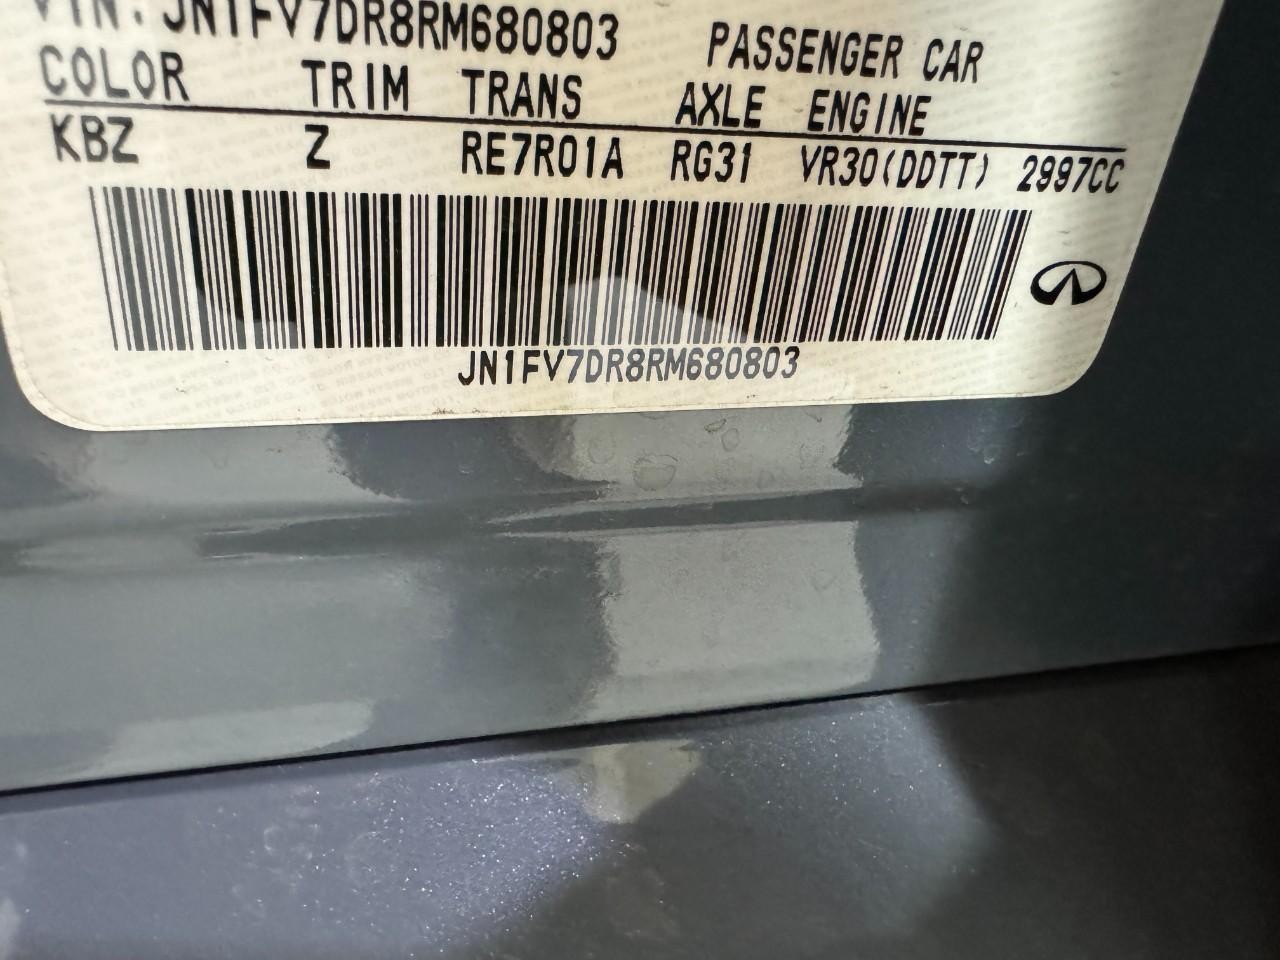 VIN: JN1FV7DR8RM680803 PASSENGER CAR
COLOR TRIM TRANS AXLE ENGINE
KBZ Z RE7R01A RG31 VR30(DDTT) 2997CC
JN1FV7DR8RM680803